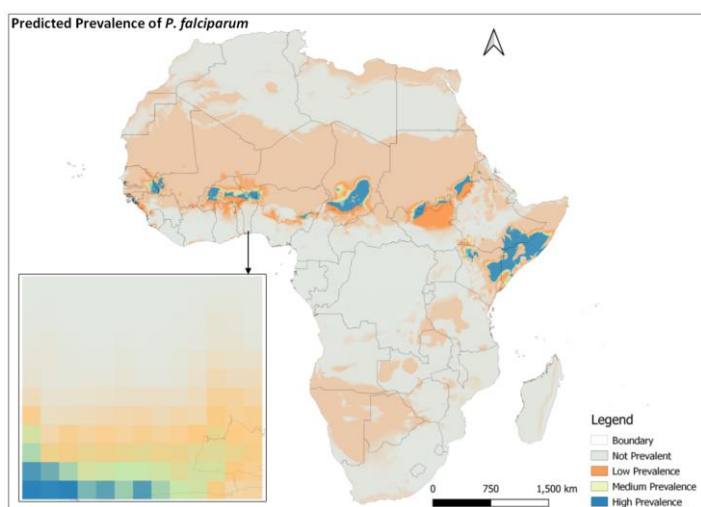 Predicted Prevalence of P. falciparum
Legend
Boundary
Not Prevalent
Low Prevalence
Medium Prevalence
High Prevalence
0 750 1,500 km